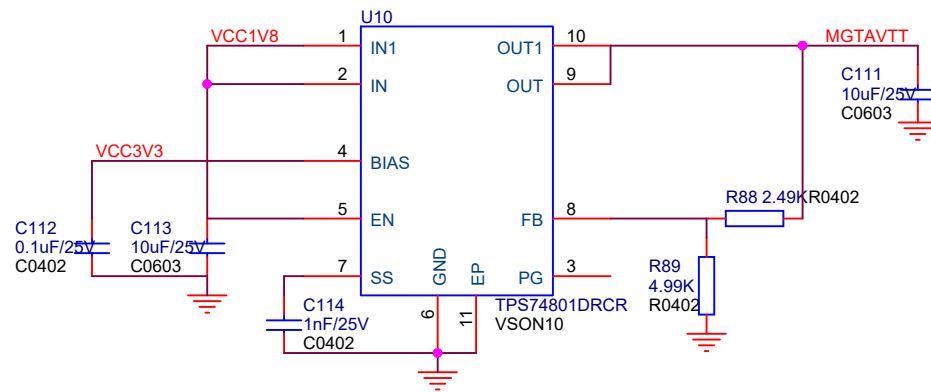 U10
VCC1V8
1
IN1
OUT1
10
MGTAVTT
2
IN
OUT
9
C111
10uF/25V
C0603
VCC3V3
4
BIAS
R88 2.49KR0402
5
EN
FB
8
C112
0.1uF/25V
C0402
C113
10uF/25V
C0603
7
SS
GND
EP
PG
3
R89
4.99K
R0402
C114
1nF/25V
C0402
6
11
TPS74801DRCR
VSON10